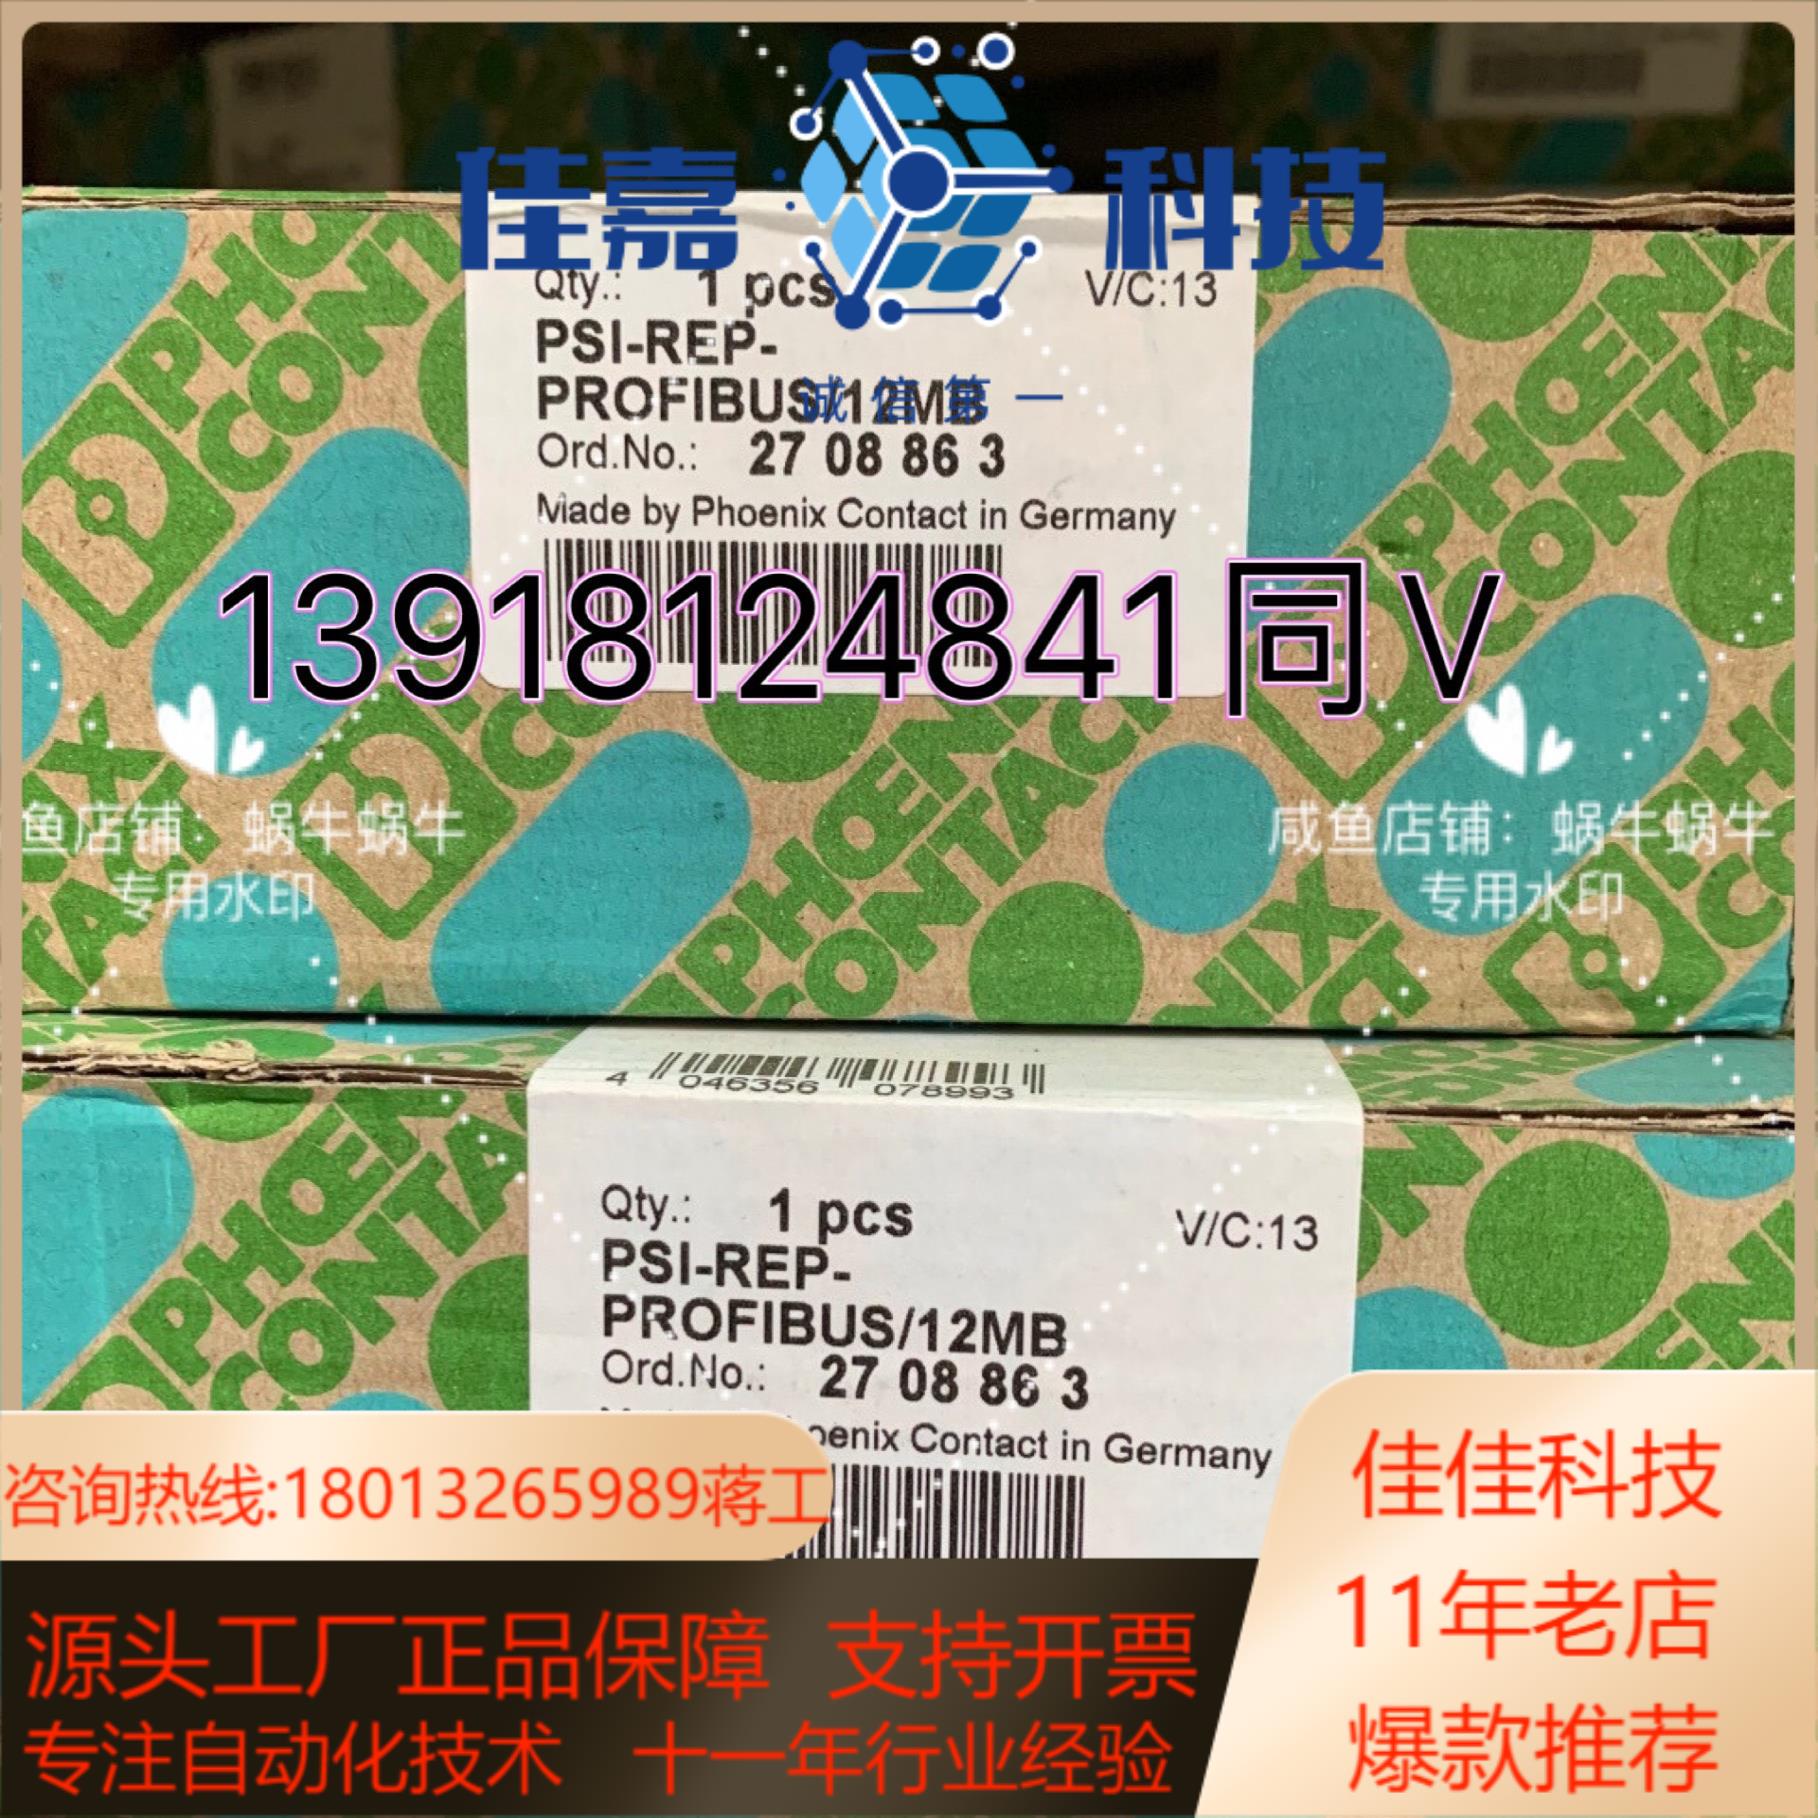 佳嘉 科技
Qty.: 1 pcs V/C:13
PSI-REP-
PROFIBUS/12MB
诚信第一
Ord.No.: 27 08 86 3
Made by Phoenix Contact in Germany
13918124841同V
鱼店铺: 蜗牛蜗牛
专用水印
咸鱼店铺: 蜗牛蜗牛
专用水印
PHOENIX
CONTACT
4 046356 078993
Qty.: 1 pcs V/C:13
PSI-REP-
PROFIBUS/12MB
Ord.No.: 27 08 86 3
oenix Contact in Germany
咨询热线:18013265989蒋工
源头工厂正品保障 支持开票
专注自动化技术 十一年行业经验
佳佳科技
11年老店
爆款推荐